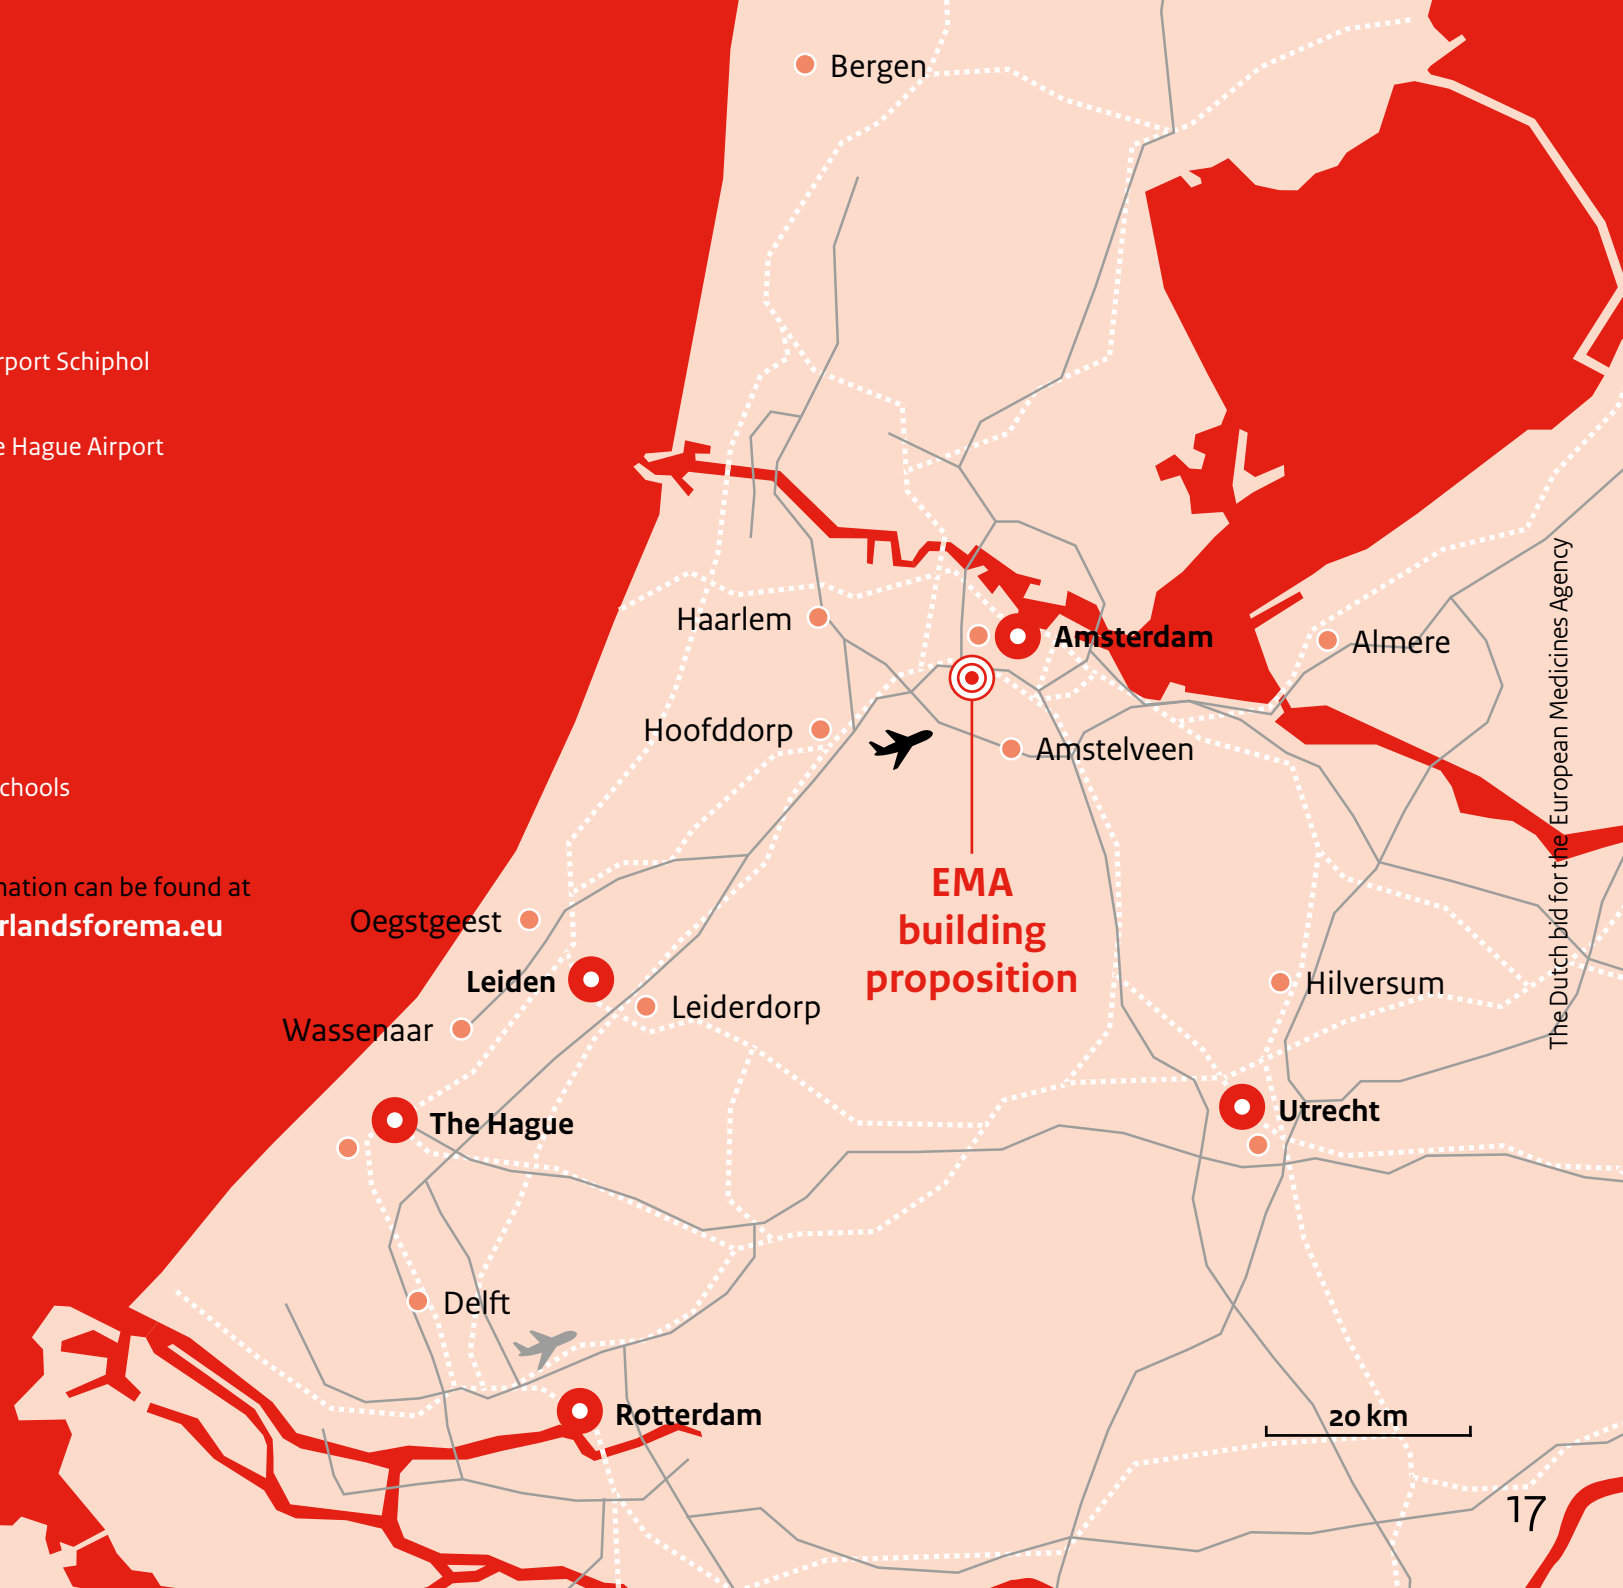 Bergen
rport Schiphol
e Hague Airport
Haarlem
Amsterdam
Almere
Hoofddorp
Amstelveen
chools
EMA
building
proposition
nation can be found at
rlandsforema.eu
Oegstgeest
Leiden
Leiderdorp
Hilversum
Wassenaar
The Hague
Utrecht
Delft
Rotterdam
20 km
The Dutch bid for the European Medicines Agency
17